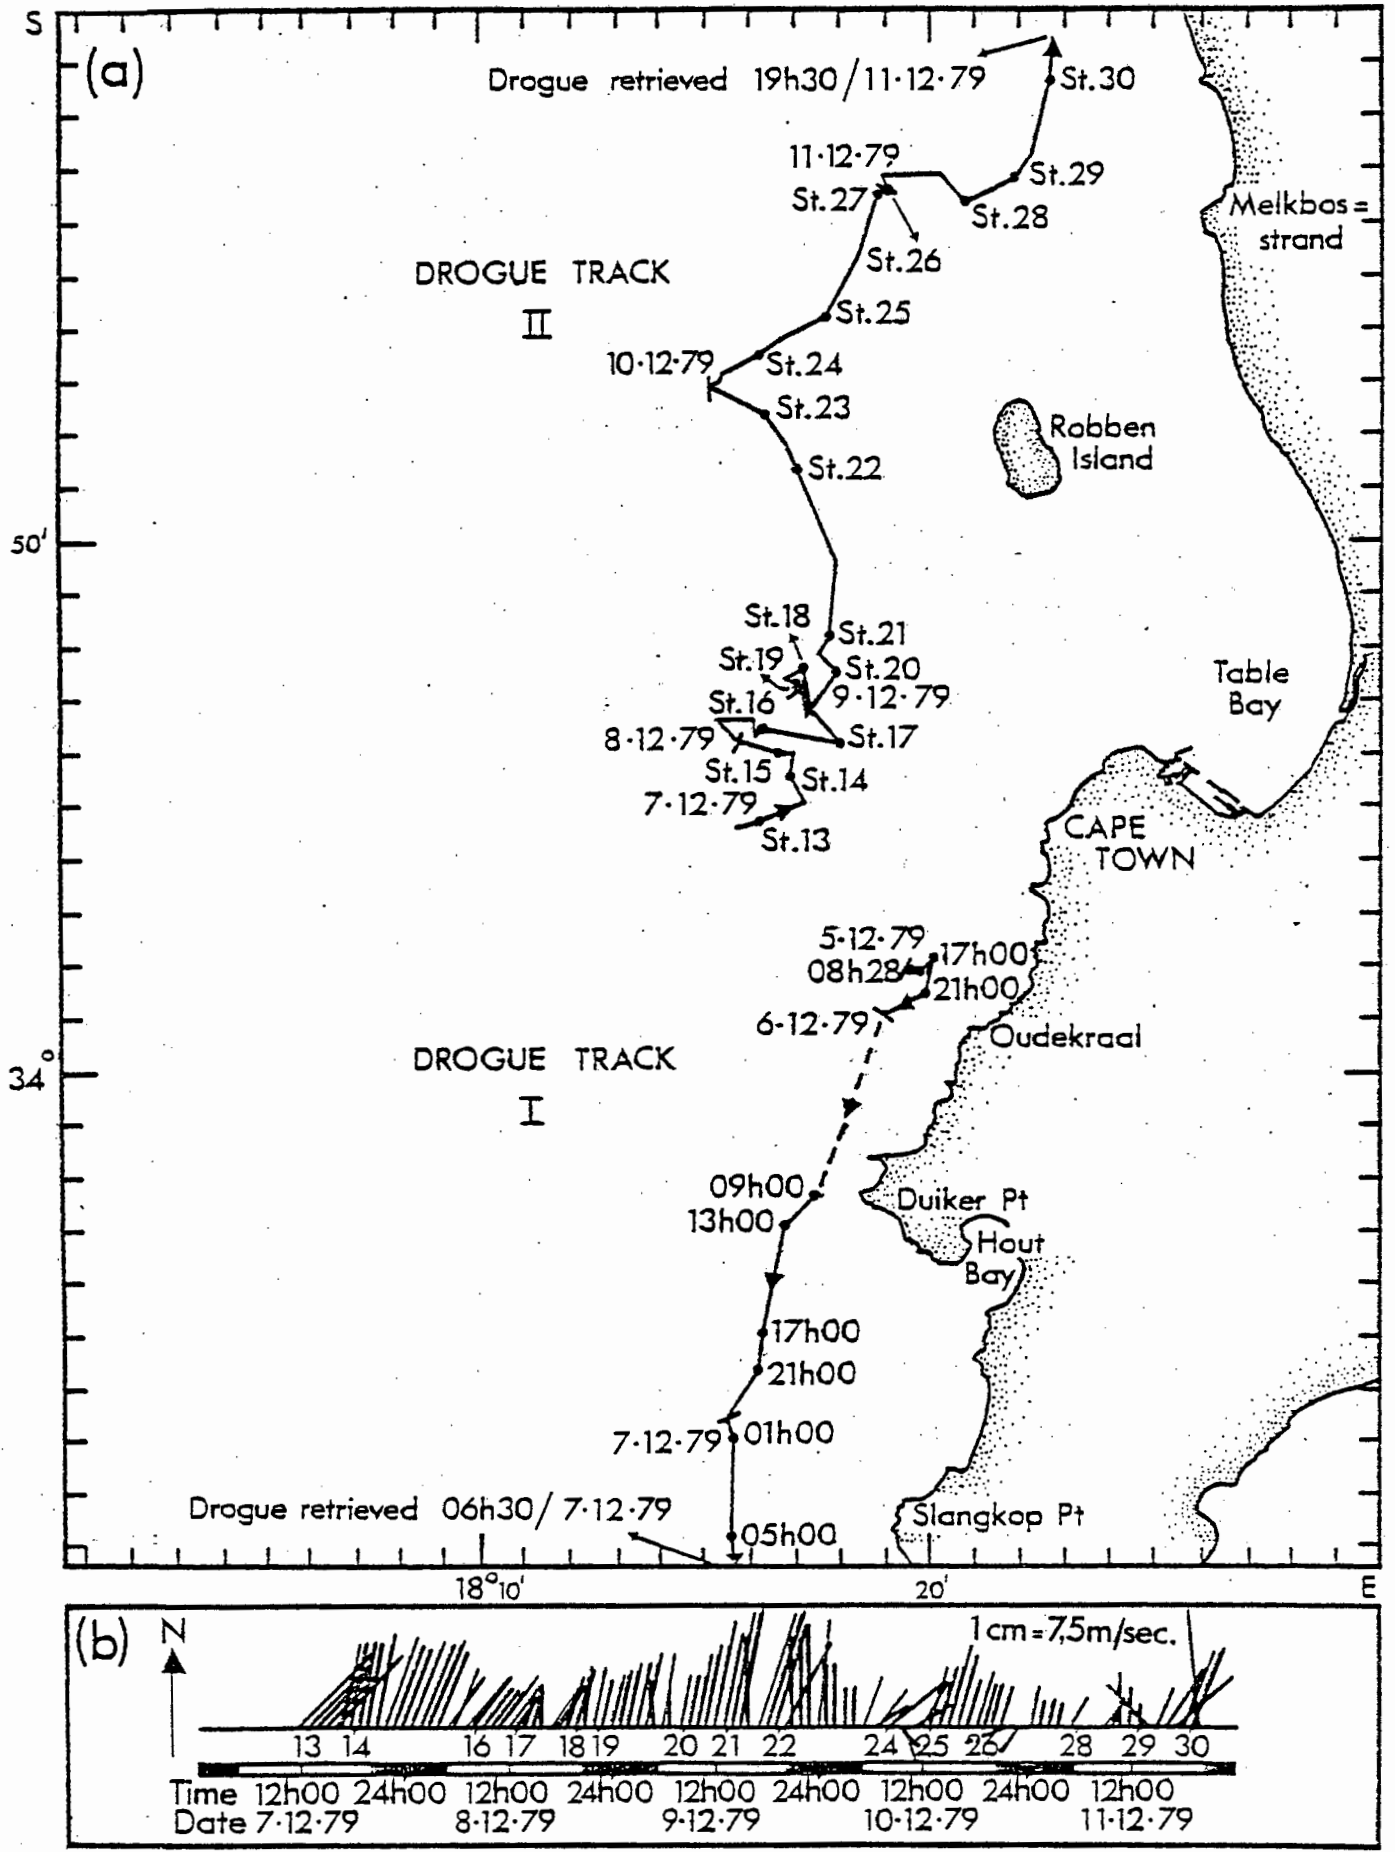 S
(a)
Drogue retrieved 19h30/11·12·79
St.30
11·12·79
St.29
St.27
St.28
Melkbos=
strand
St.26
DROGUE TRACK
II
St.25
10·12·79
St.24
St.23
Robben
Island
St.22
50'
St.18
St.21
St.19
St.20
Table
Bay
9·12·79
St.16
8·12·79
St.17
St.15
St.14
7·12·79
St.13
CAPE
TOWN
5·12·79
17h00
08h28
21h00
6·12·79
Oudekraal
34°
DROGUE TRACK
I
09h00
Duiker Pt
13h00
Hout
Bay
17h00
21h00
7·12·79
01h00
Drogue retrieved 06h30/7·12·79
Slangkop Pt
05h00
18°10'
20'
E
(b)
N
1cm=7,5m/sec.
13 14 16 17 18 19 20 21 22 24 25 26 28 29 30
Time 12h00 24h00 12h00 24h00 12h00 24h00 12h00 24h00 12h00
Date 7·12·79 8·12·79 9·12·79 10·12·79 11·12·79